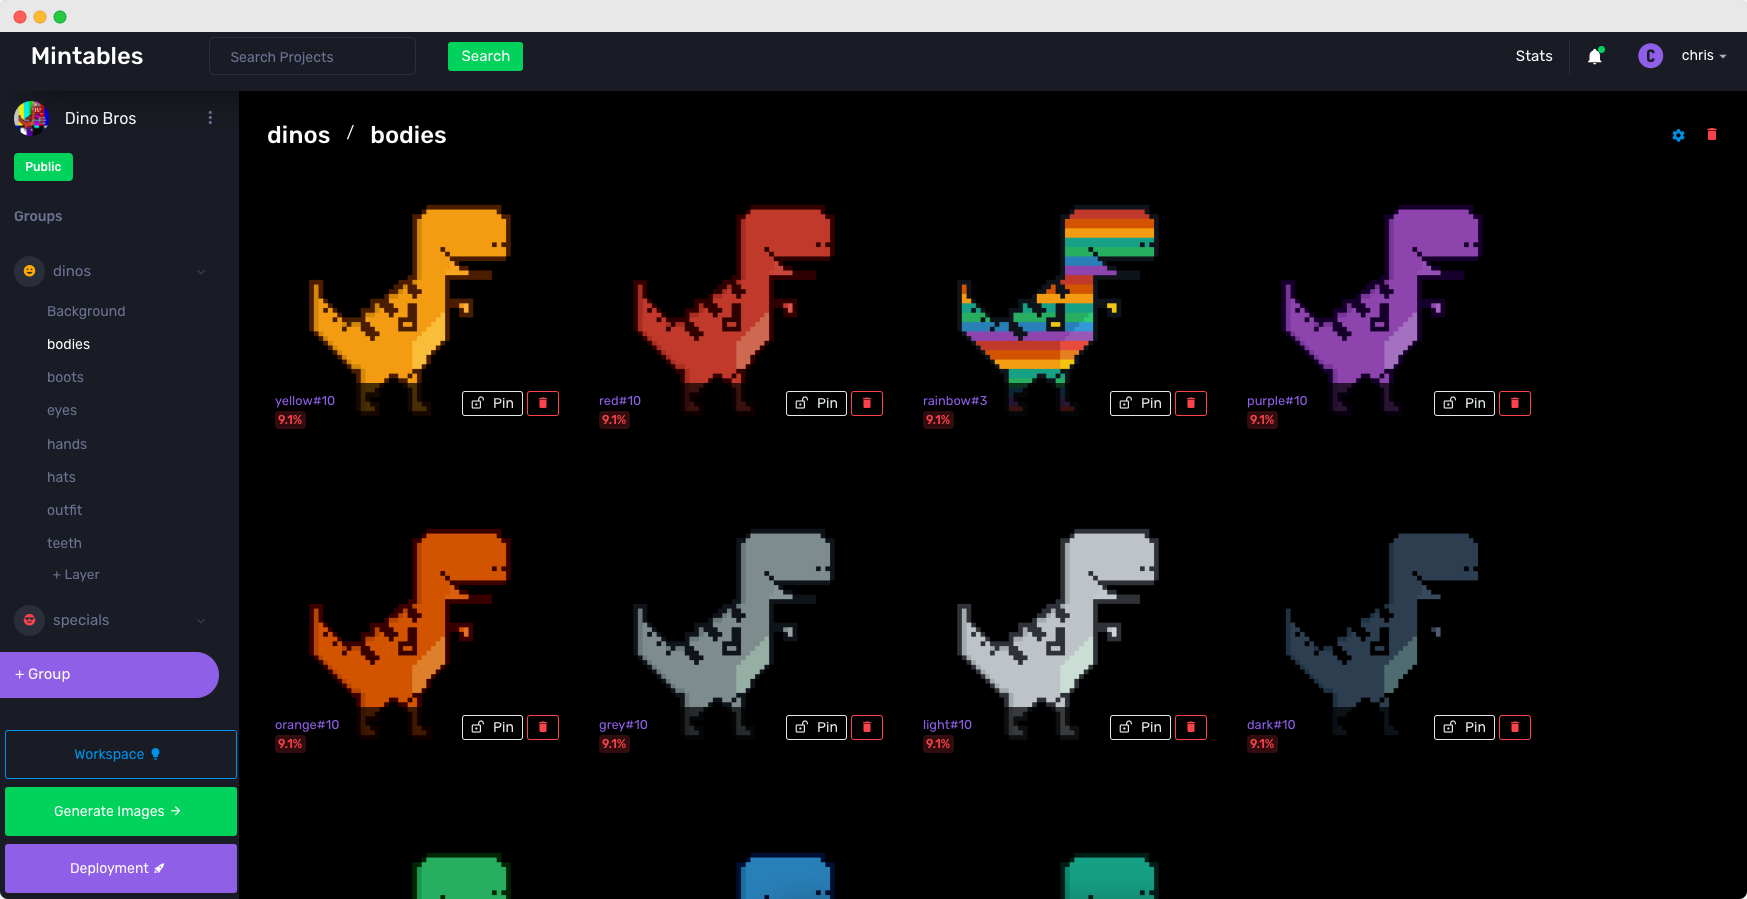 Mintables
Search Projects
Search
Stats
C
chris
Dino Bros
Public
Groups
dinos
Background
bodies
boots
eyes
hands
hats
outfit
teeth
+ Layer
specials
+ Group
Workspace
Generate Images →
Deployment
dinos / bodies
yellow#10
9.1%
Pin
red#10
9.1%
Pin
rainbow#3
9.1%
Pin
purple#10
9.1%
Pin
orange#10
9.1%
Pin
grey#10
9.1%
Pin
light#10
9.1%
Pin
dark#10
9.1%
Pin